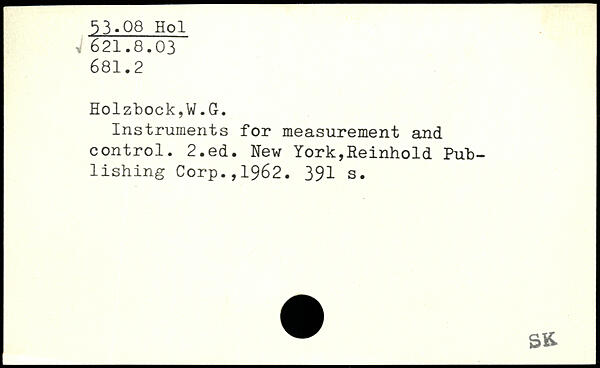 53.08 Hol
621.8.03
681.2
Holzbock,W.G.
Instruments for measurement and
control. 2.ed. New York,Reinhold Pub-
lishing Corp.,1962. 391 s.
SK